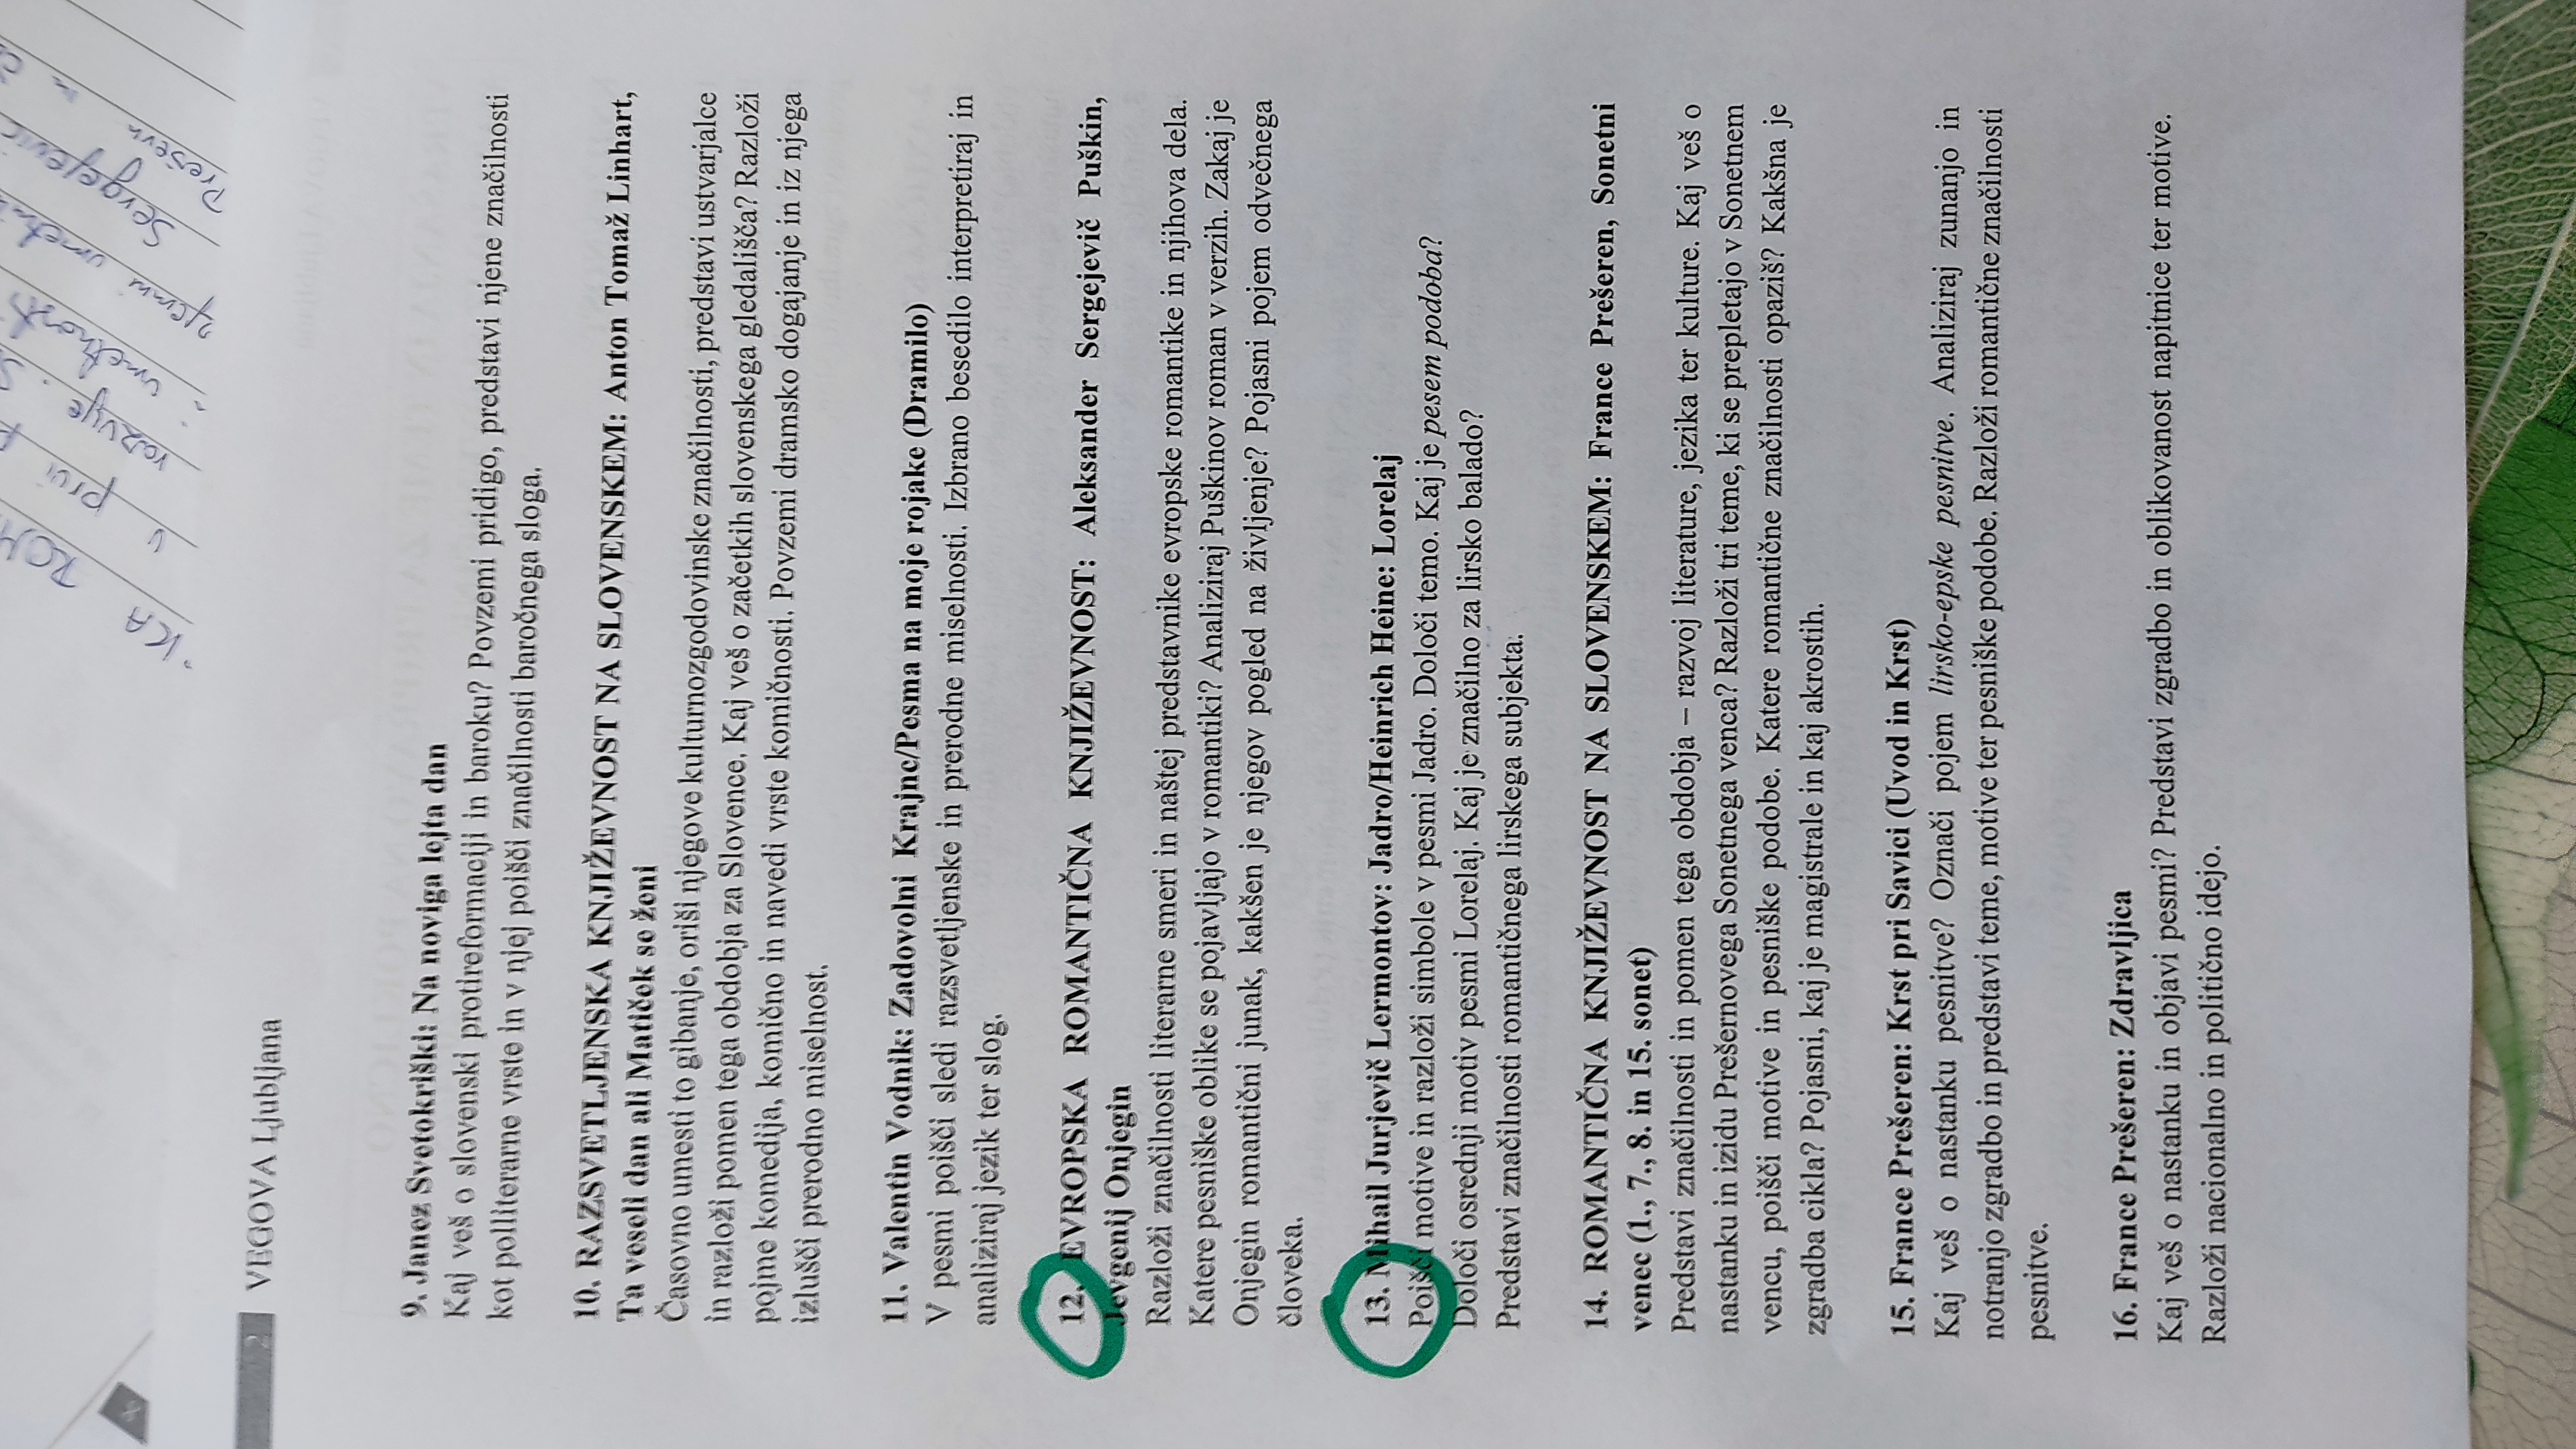 KA ROM
v prvi
razvije
umetnosti
umetni
Sergejevič
Prešern in
2 VEGOVA Ljubljana
9. Janez Svetokriški: Na noviga lejta dan
Kaj veš o slovenski protireformaciji in baroku? Povzemi pridigo, predstavi njene značilnosti
kot polliterarne vrste in v njej poišči značilnosti baročnega sloga.
10. RAZSVETLJENSKA KNJIŽEVNOST NA SLOVENSKEM: Anton Tomaž Linhart,
Ta veseli dan ali Matiček se ženi
Časovno umesti to gibanje, oriši njegove kulturnozgodovinske značilnosti, predstavi ustvarjalce
in razloži pomen tega obdobja za Slovence. Kaj veš o začetkih slovenskega gledališča? Razloži
pojme komedija, komično in navedi vrste komičnosti. Povzemi dramsko dogajanje in iz njega
izlušči prerodno miselnost.
11. Valentin Vodnik: Zadovolni Krajnc/Pesma na moje rojake (Dramilo)
V pesmi poišči sledi razsvetljenske in prerodne miselnosti. Izbrano besedilo interpretiraj in
analiziraj jezik ter slog.
12. EVROPSKA ROMANTIČNA KNJIŽEVNOST: Aleksander Sergejevič Puškin,
Jevgenij Onjegin
Razloži značilnosti literarne smeri in naštej predstavnike evropske romantike in njihova dela.
Katere pesniške oblike se pojavljajo v romantiki? Analiziraj Puškinov roman v verzih. Zakaj je
Onjegin romantični junak, kakšen je njegov pogled na življenje? Pojasni pojem odvečnega
človeka.
13. Mihail Jurjevič Lermontov: Jadro/Heinrich Heine: Lorelaj
Poišči motive in razloži simbole v pesmi Jadro. Določi temo. Kaj je pesem podoba?
Določi osrednji motiv pesmi Lorelaj. Kaj je značilno za lirsko balado?
Predstavi značilnosti romantičnega lirskega subjekta.
14. ROMANTIČNA KNJIŽEVNOST NA SLOVENSKEM: France Prešeren, Sonetni
venec (1., 7., 8. in 15. sonet)
Predstavi značilnosti in pomen tega obdobja – razvoj literature, jezika ter kulture. Kaj veš o
nastanku in izidu Prešernovega Sonetnega venca? Razloži tri teme, ki se prepletajo v Sonetnem
vencu, poišči motive in pesniške podobe. Katere romantične značilnosti opaziš? Kakšna je
zgradba cikla? Pojasni, kaj je magistrale in kaj akrostih.
15. France Prešeren: Krst pri Savici (Uvod in Krst)
Kaj veš o nastanku pesnitve? Označi pojem lirsko-epske pesnitve. Analiziraj zunanjo in
notranjo zgradbo in predstavi teme, motive ter pesniške podobe. Razloži romantične značilnosti
pesnitve.
16. France Prešeren: Zdravljica
Kaj veš o nastanku in objavi pesmi? Predstavi zgradbo in oblikovanost napitnice ter motive.
Razloži nacionalno in politično idejo.